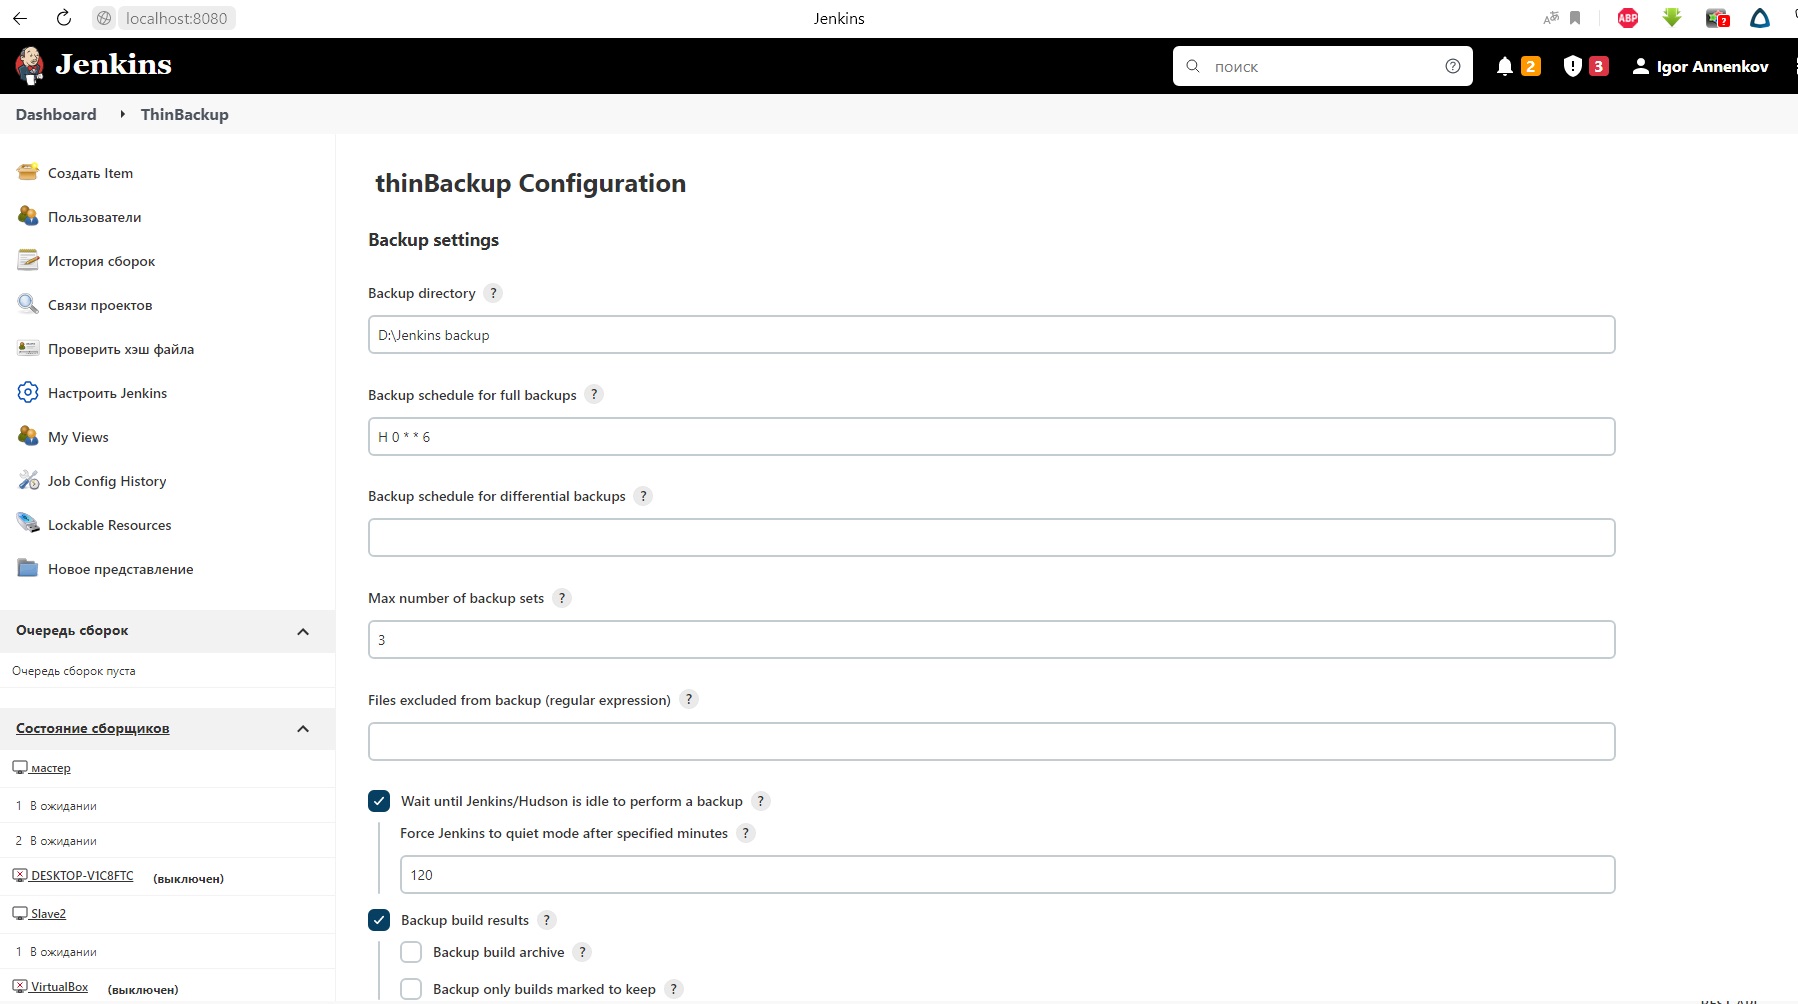 localhost:8080
Jenkins
ABP
Jenkins
поиск
2
3
Igor Annenkov
Dashboard
ThinBackup
Создать Item
Пользователи
История сборок
Связи проектов
Проверить хэш файла
Настроить Jenkins
My Views
Job Config History
Lockable Resources
Новое представление
Очередь сборок
Очередь сборок пуста
Состояние сборщиков
мастер
1 В ожидании
2 В ожидании
DESKTOP-V1C8FTC (выключен)
Slave2
1 В ожидании
VirtualBox (выключен)
thinBackup Configuration
Backup settings
Backup directory ?
D:\Jenkins backup
Backup schedule for full backups ?
H 0 * * 6
Backup schedule for differential backups ?
Max number of backup sets ?
3
Files excluded from backup (regular expression) ?
Wait until Jenkins/Hudson is idle to perform a backup ?
Force Jenkins to quiet mode after specified minutes ?
120
Backup build results ?
Backup build archive ?
Backup only builds marked to keep ?